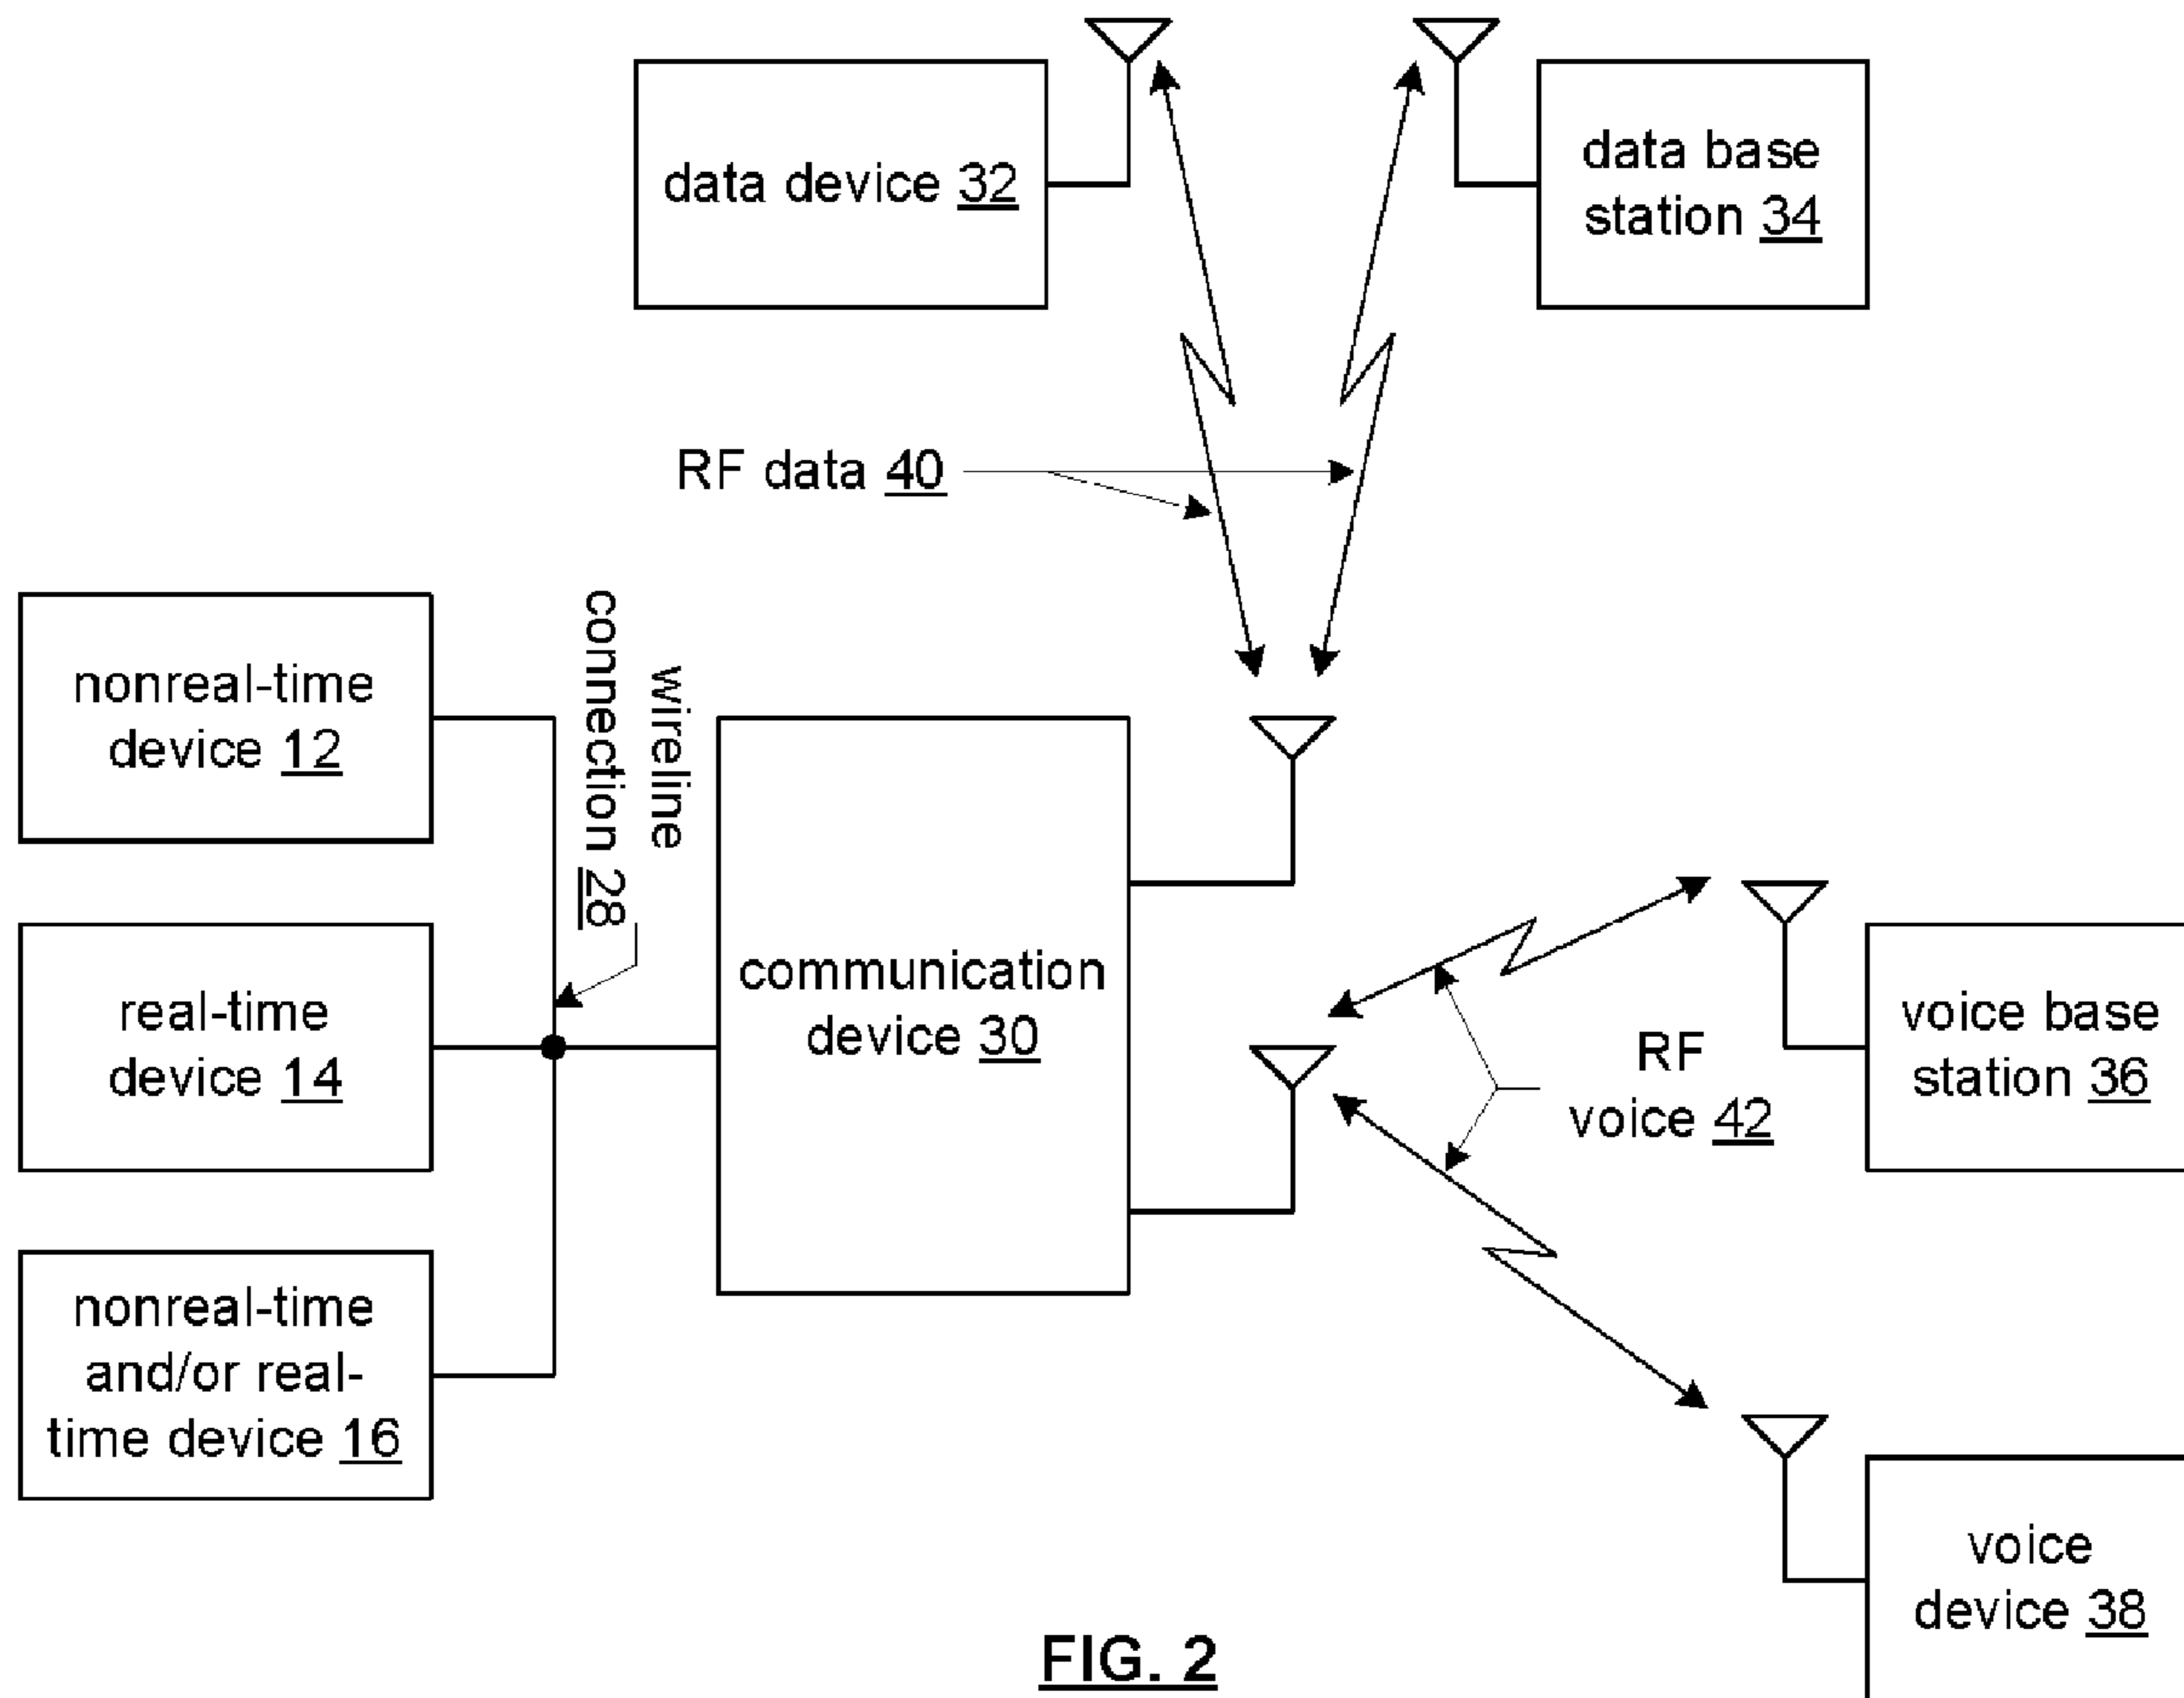 data device 32
data base
station 34
RF data 40
nonreal-time
device 12
wireline
connection 28
real-time
device 14
nonreal-time
and/or real-
time device 16
communication
device 30
RF
voice 42
voice base
station 36
voice
device 38
FIG. 2